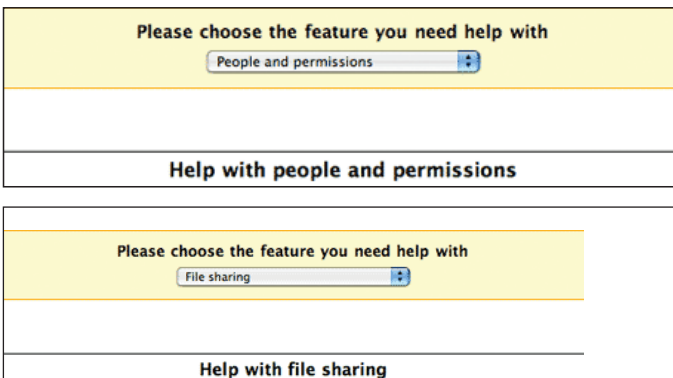 Please choose the feature you need help with
People and permissions
Help with people and permissions
Please choose the feature you need help with
File sharing
Help with file sharing